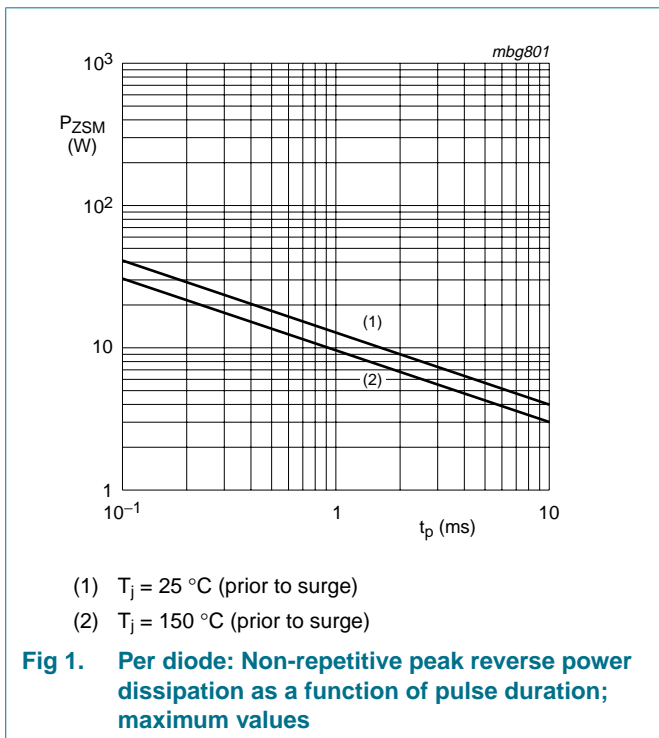 mbg801
10³
P_ZSM
(W)
10²
(1)
10
(2)
1
10⁻¹ 1 10
t_p (ms)
(1) T_j = 25 °C (prior to surge)
(2) T_j = 150 °C (prior to surge)
Fig 1. Per diode: Non-repetitive peak reverse power
dissipation as a function of pulse duration;
maximum values